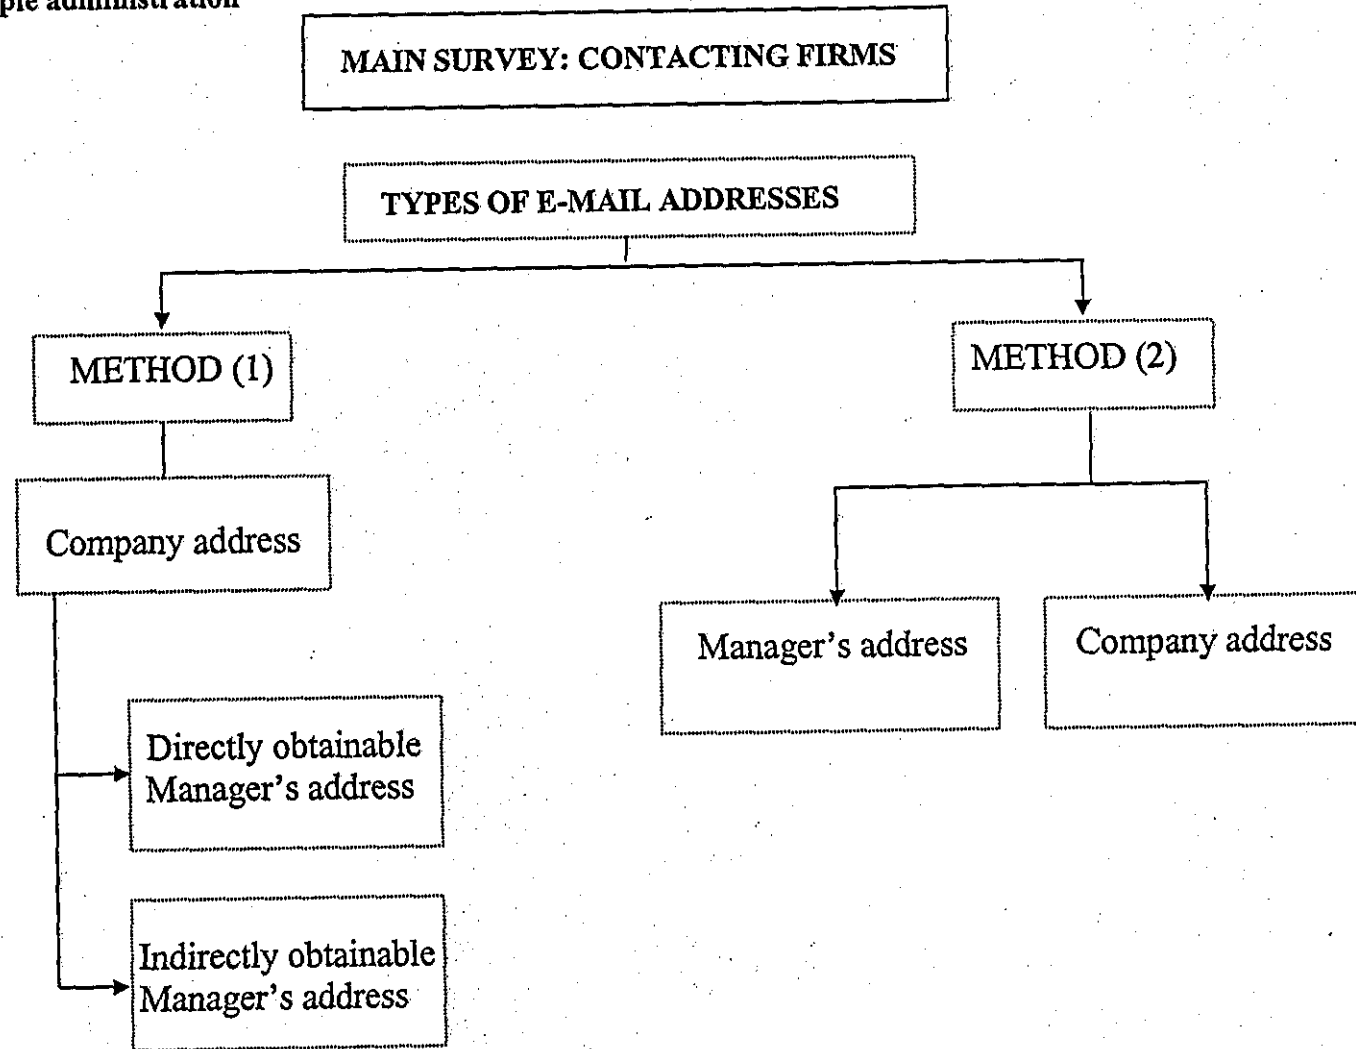 administration
MAIN SURVEY: CONTACTING FIRMS
TYPES OF E-MAIL ADDRESSES
METHOD (1)
METHOD (2)
Company address
Manager's address
Company address
Directly obtainable
Manager's address
Indirectly obtainable
Manager's address